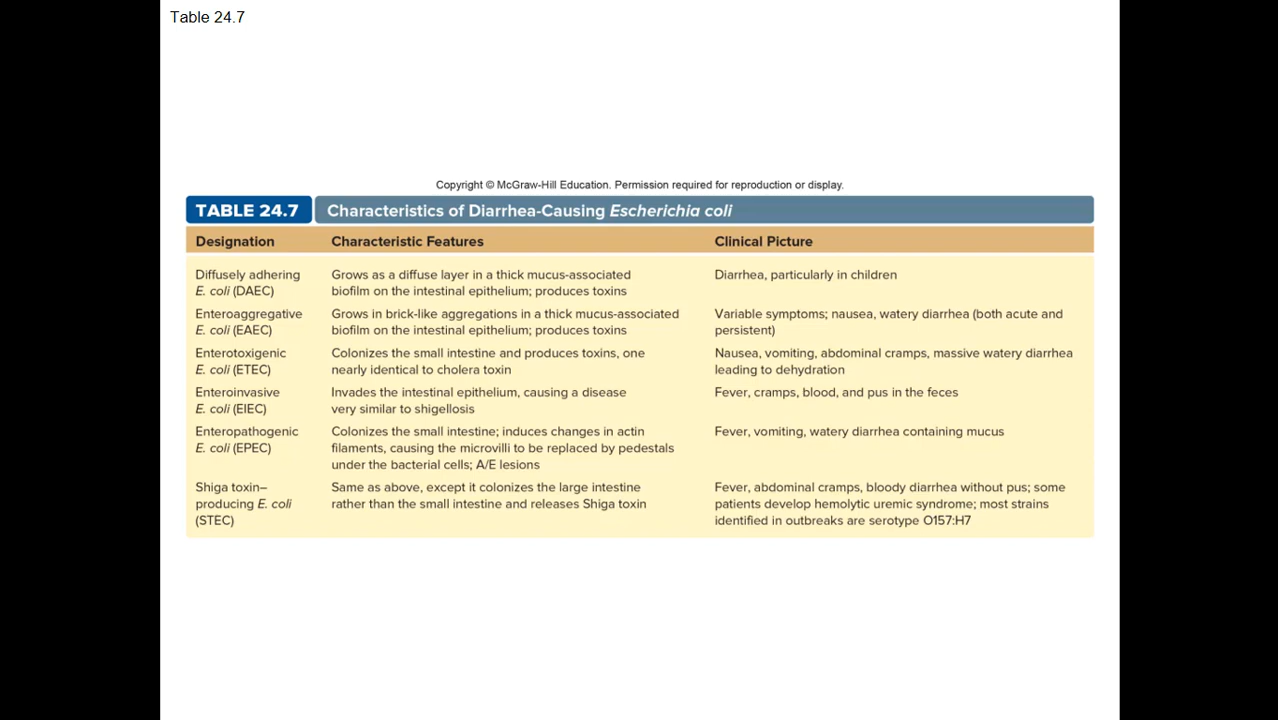 Table 24.7
Copyright © McGraw-Hill Education. Permission required for reproduction or display.
TABLE 24.7 Characteristics of Diarrhea-Causing Escherichia coli
Designation Characteristic Features Clinical Picture
Diffusely adhering Grows as a diffuse layer in a thick mucus-associated Diarrhea, particularly in children
E. coli (DAEC) biofilm on the intestinal epithelium; produces toxins
Enteroaggregative Grows in brick-like aggregations in a thick mucus-associated Variable symptoms; nausea, watery diarrhea (both acute and
E. coli (EAEC) biofilm on the intestinal epithelium; produces toxins persistent)
Enterotoxigenic Colonizes the small intestine and produces toxins, one Nausea, vomiting, abdominal cramps, massive watery diarrhea
E. coli (ETEC) nearly identical to cholera toxin leading to dehydration
Enteroinvasive Invades the intestinal epithelium, causing a disease Fever, cramps, blood, and pus in the feces
E. coli (EIEC) very similar to shigellosis
Enteropathogenic Colonizes the small intestine; induces changes in actin Fever, vomiting, watery diarrhea containing mucus
E. coli (EPEC) filaments, causing the microvilli to be replaced by pedestals
under the bacterial cells; A/E lesions
Shiga toxin– Same as above, except it colonizes the large intestine Fever, abdominal cramps, bloody diarrhea without pus; some
producing E. coli rather than the small intestine and releases Shiga toxin patients develop hemolytic uremic syndrome; most strains
(STEC) identified in outbreaks are serotype O157:H7